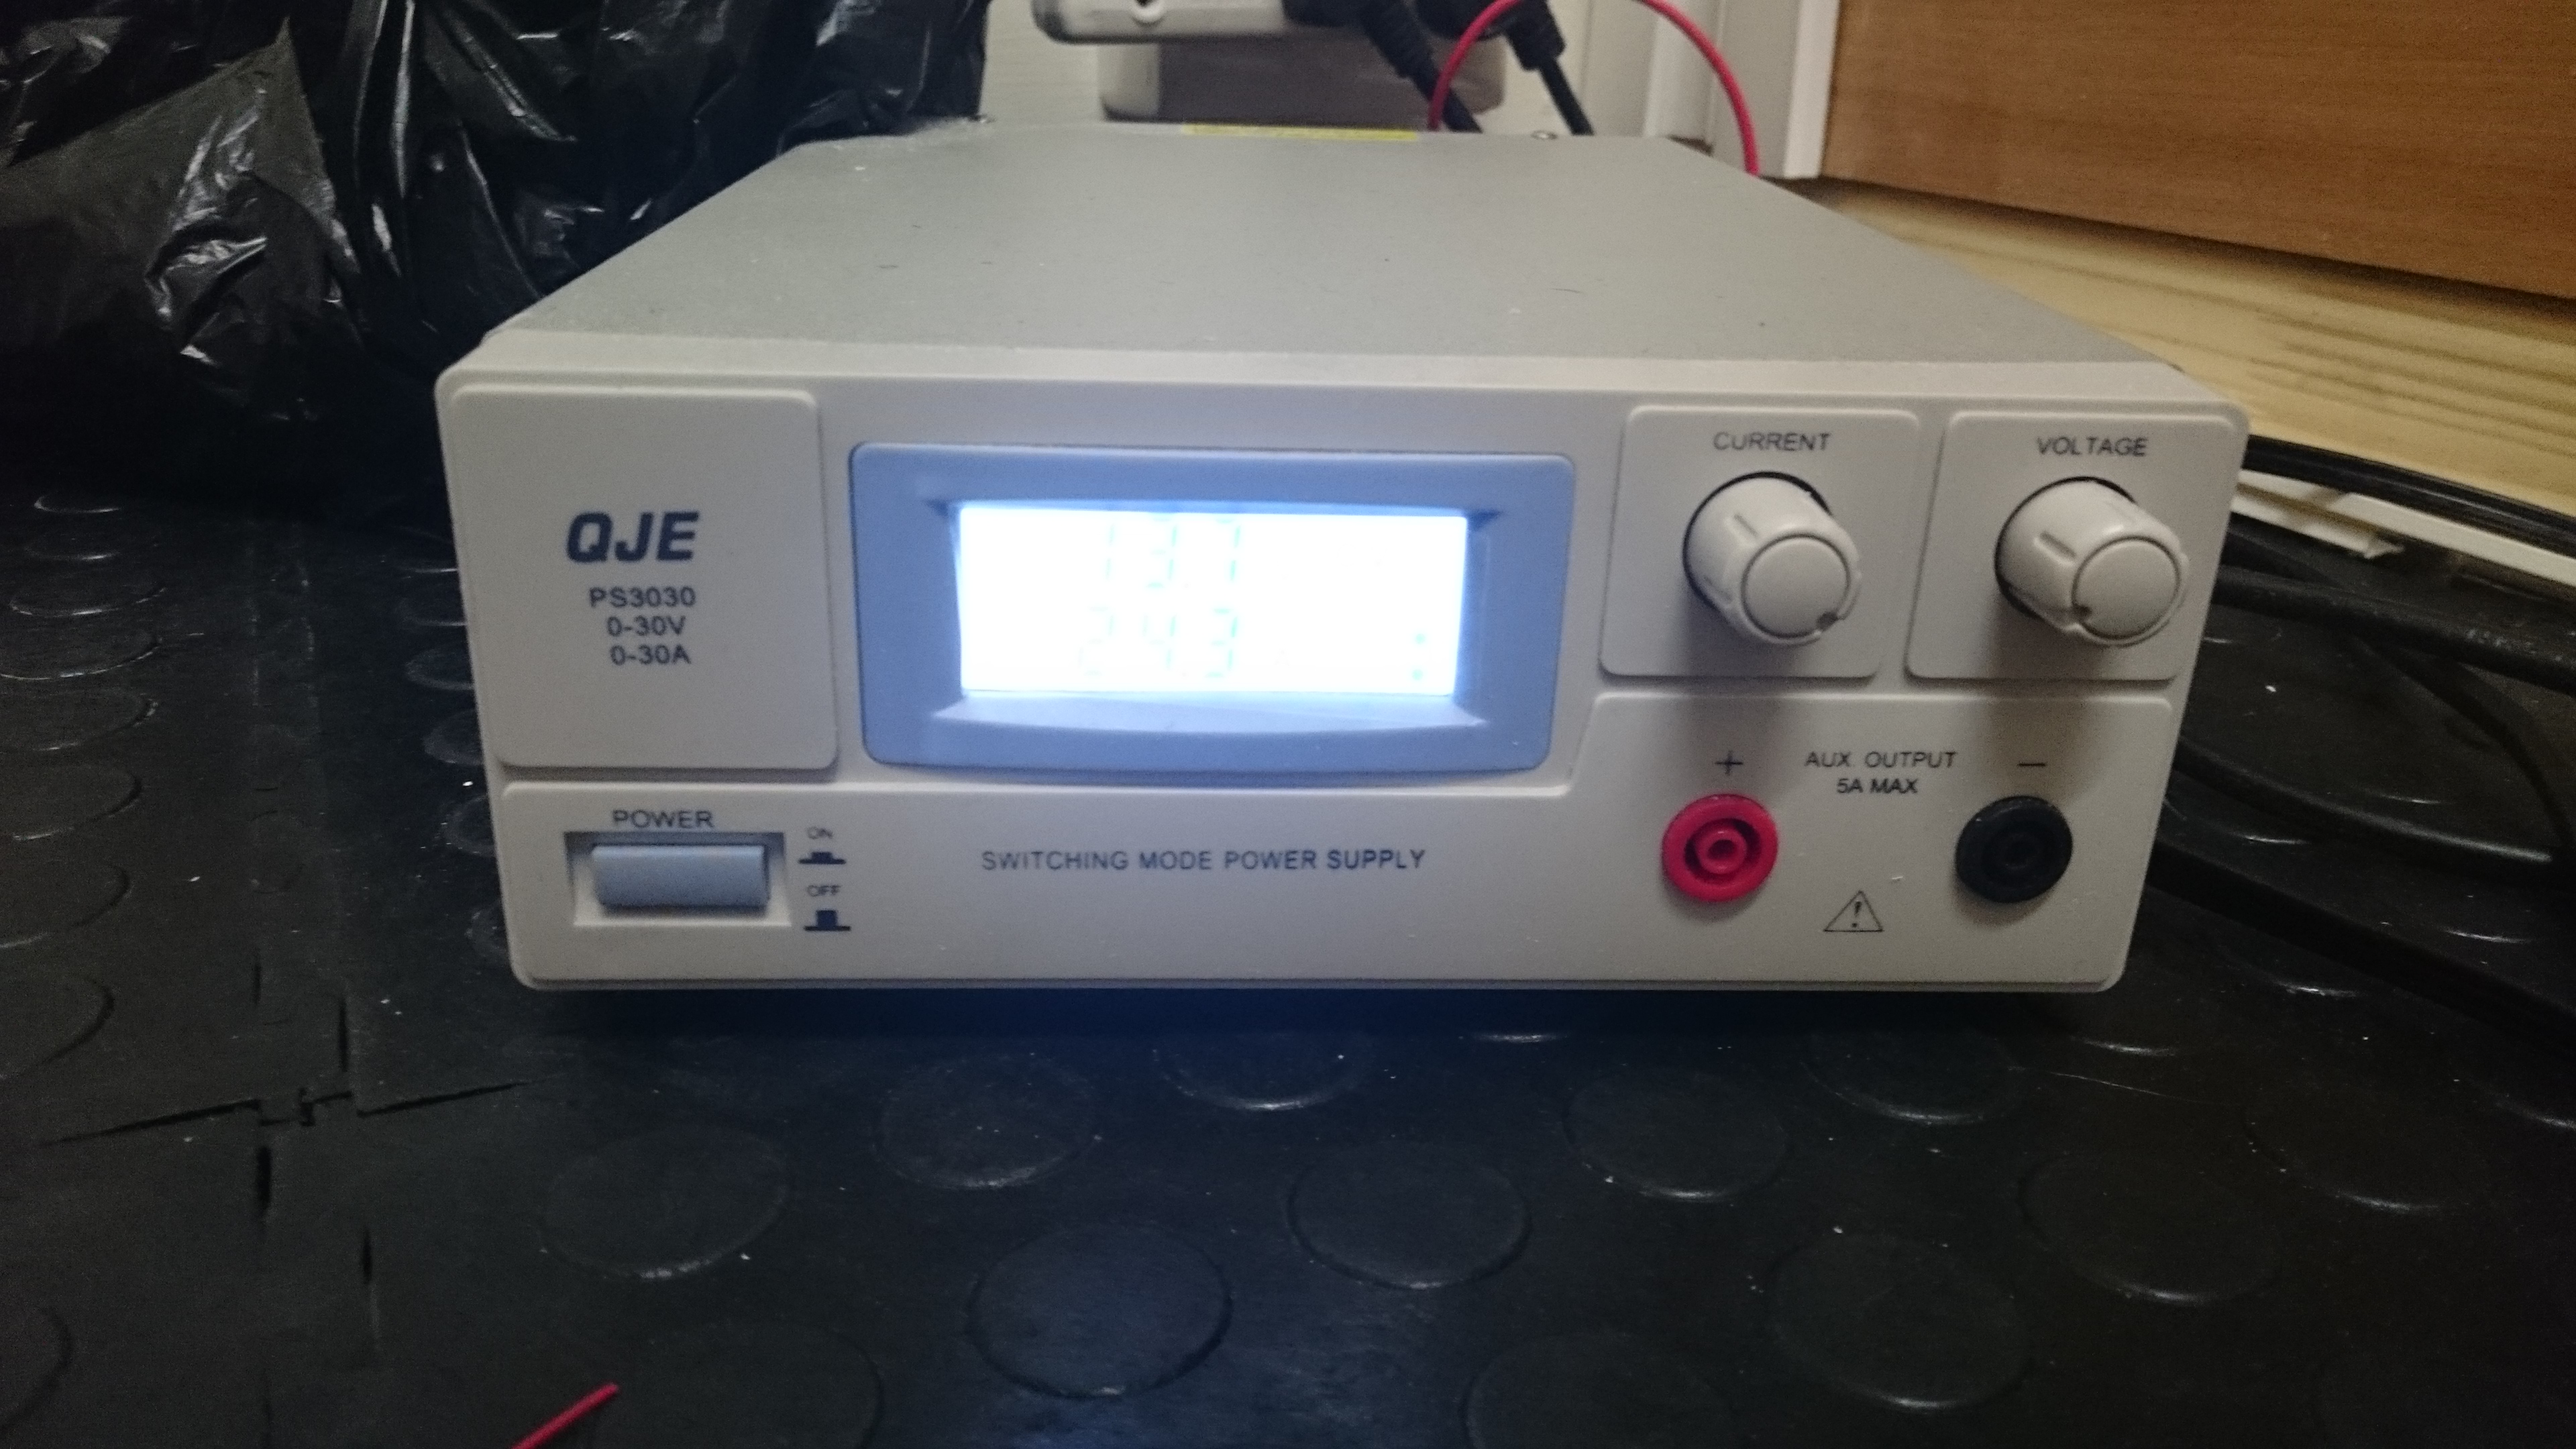 QJE
PS3030
0-30V
0-30A
CURRENT
VOLTAGE
+
AUX. OUTPUT
—
5A MAX
POWER
ON
OFF
SWITCHING MODE POWER SUPPLY